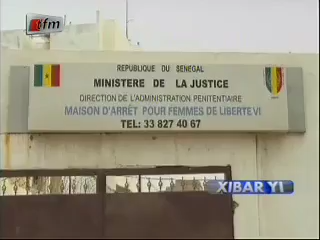 tfm
REPUBLIQUE DU SENEGAL
MINISTERE DE LA JUSTICE
DIRECTION DE L'ADMINISTRATION PENITENTIAIRE
MAISON D'ARRÊT POUR FEMMES DE LIBERTE VI
TEL: 33 827 40 67
XIBAR YI